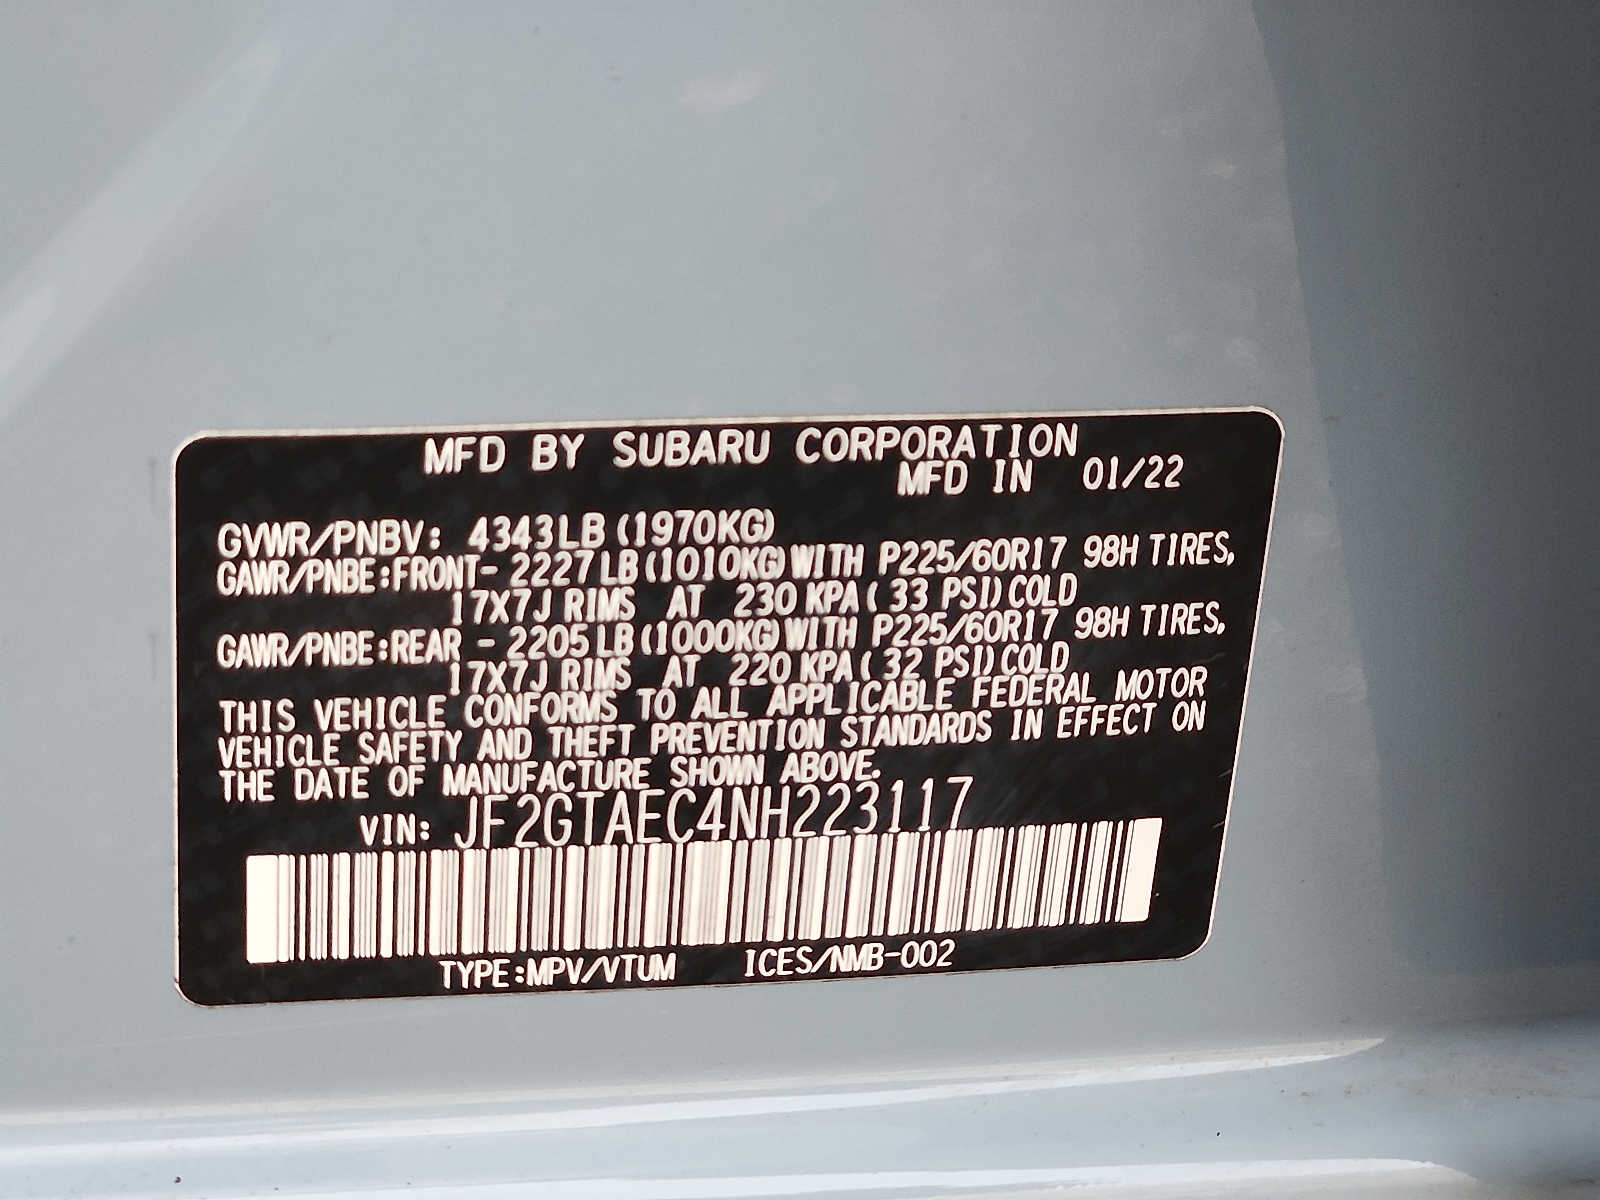 MFD BY SUBARU CORPORATION
MFD IN 01/22
GVWR/PNBV: 4343LB (1970KG)
GAWR/PNBE:FRONT- 2227LB(1010KG)WITH P225/60R17 98H TIRES,
17X7J RIMS AT 230 KPA( 33 PSI)COLD
GAWR/PNBE:REAR - 2205LB(1000KG)WITH P225/60R17 98H TIRES,
17X7J RIMS AT 220 KPA( 32 PSI)COLD
THIS VEHICLE CONFORMS TO ALL APPLICABLE FEDERAL MOTOR
VEHICLE SAFETY AND THEFT PREVENTION STANDARDS IN EFFECT ON
THE DATE OF MANUFACTURE SHOWN ABOVE.
VIN: JF2GTAEC4NH223117
TYPE:MPV/VTUM ICES/NMB-002